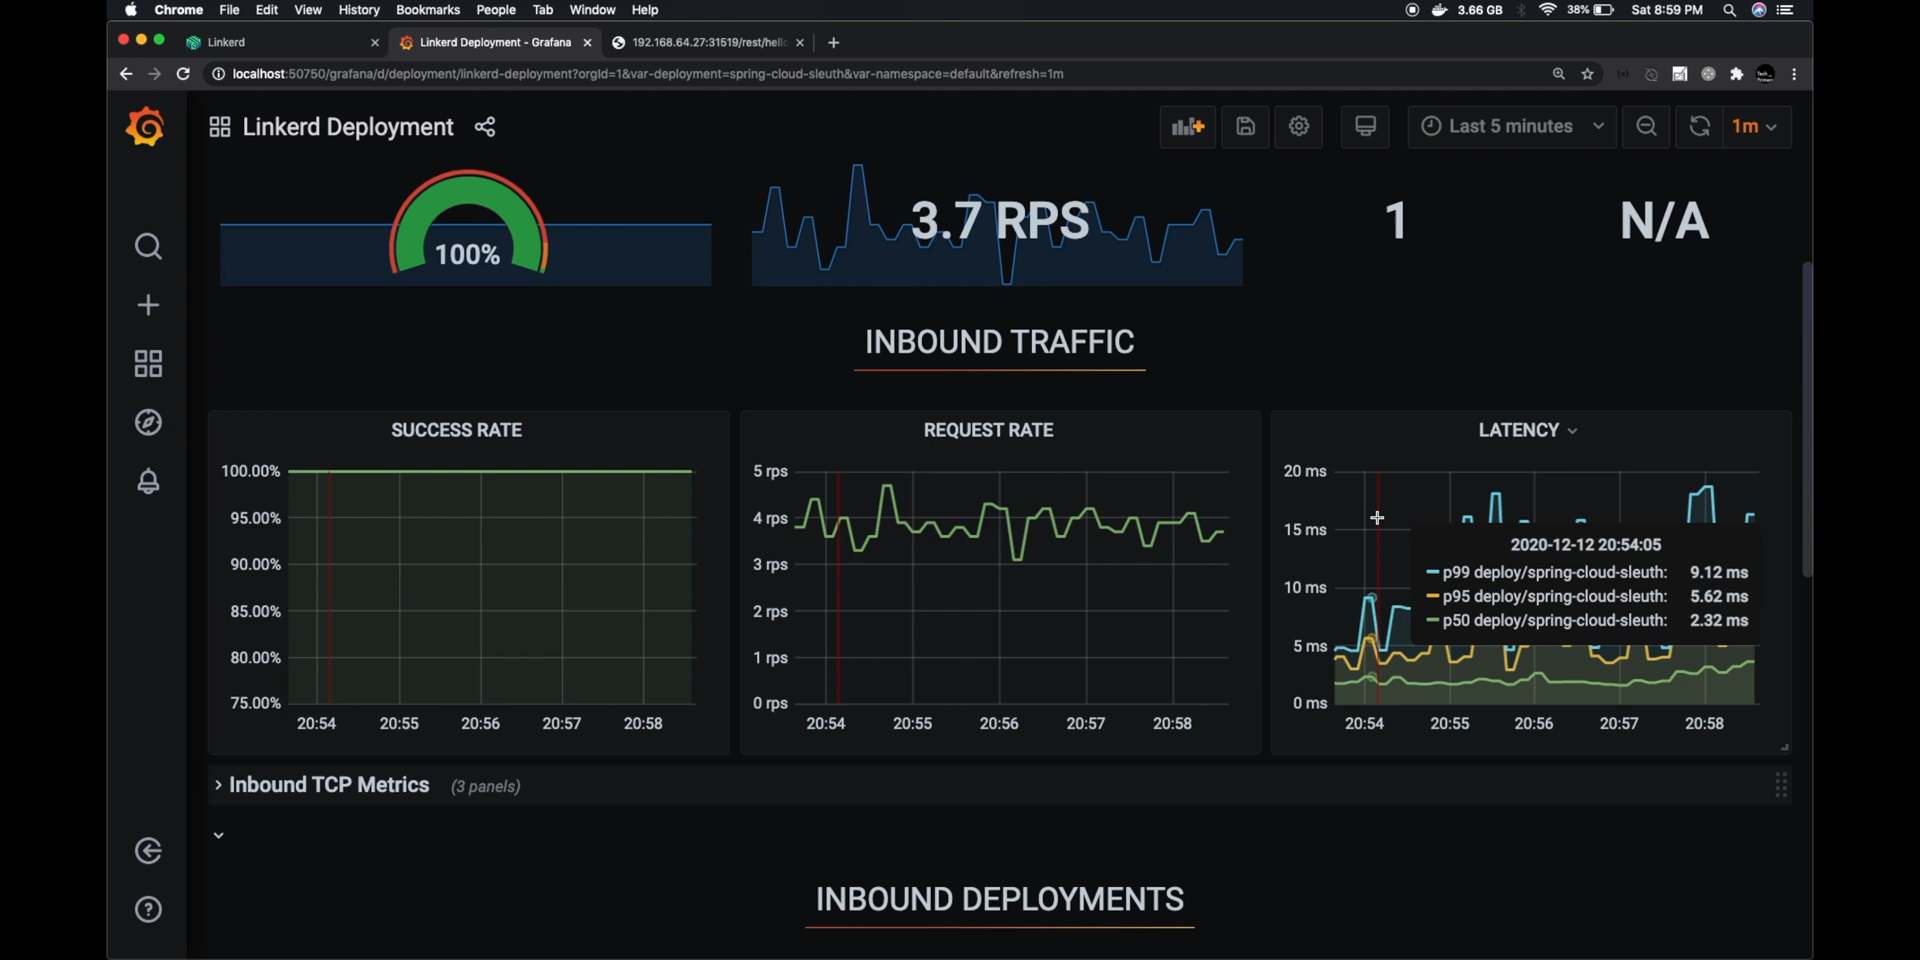 Chrome File Edit View History Bookmarks People Tab Window Help 3.66 GB 38% Sat 8:59 PM
Linkerd Linkerd Deployment - Grafana 192.168.64.27:31519/rest/hello
localhost:50750/grafana/d/deployment/linkerd-deployment?orgId=1&var-deployment=spring-cloud-sleuth&var-namespace=default&refresh=1m
Linkerd Deployment Last 5 minutes 1m
100% 3.7 RPS 1 N/A
INBOUND TRAFFIC
SUCCESS RATE
100.00%
95.00%
90.00%
85.00%
80.00%
75.00%
20:54 20:55 20:56 20:57 20:58
REQUEST RATE
5 rps
4 rps
3 rps
2 rps
1 rps
0 rps
20:54 20:55 20:56 20:57 20:58
LATENCY
20 ms
15 ms
10 ms
5 ms
0 ms
20:54 20:55 20:56 20:57 20:58
2020-12-12 20:54:05
p99 deploy/spring-cloud-sleuth: 9.12 ms
p95 deploy/spring-cloud-sleuth: 5.62 ms
p50 deploy/spring-cloud-sleuth: 2.32 ms
Inbound TCP Metrics (3 panels)
INBOUND DEPLOYMENTS